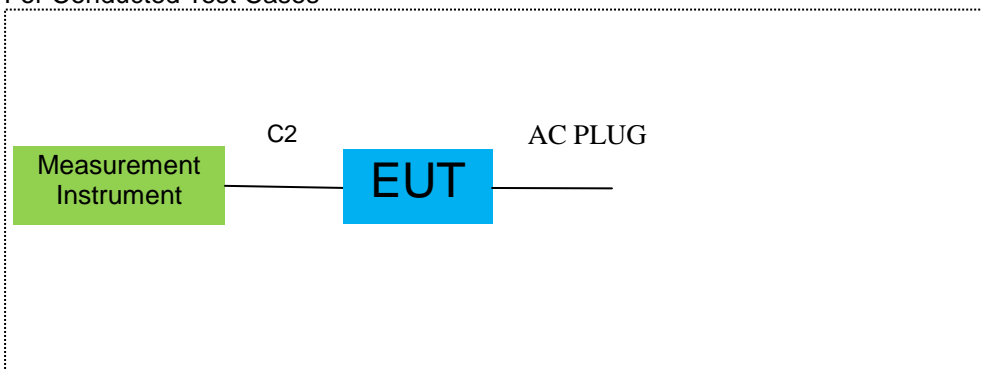 For Conducted Test Cases
C2
AC PLUG
Measurement
Instrument
EUT